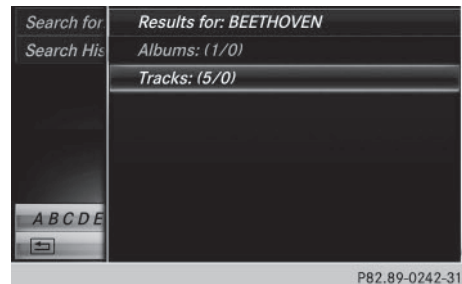 Search for
Results for: BEETHOVEN
Search His
Albums: (1/0)
Tracks: (5/0)
ABCDE
P82.89-0242-31